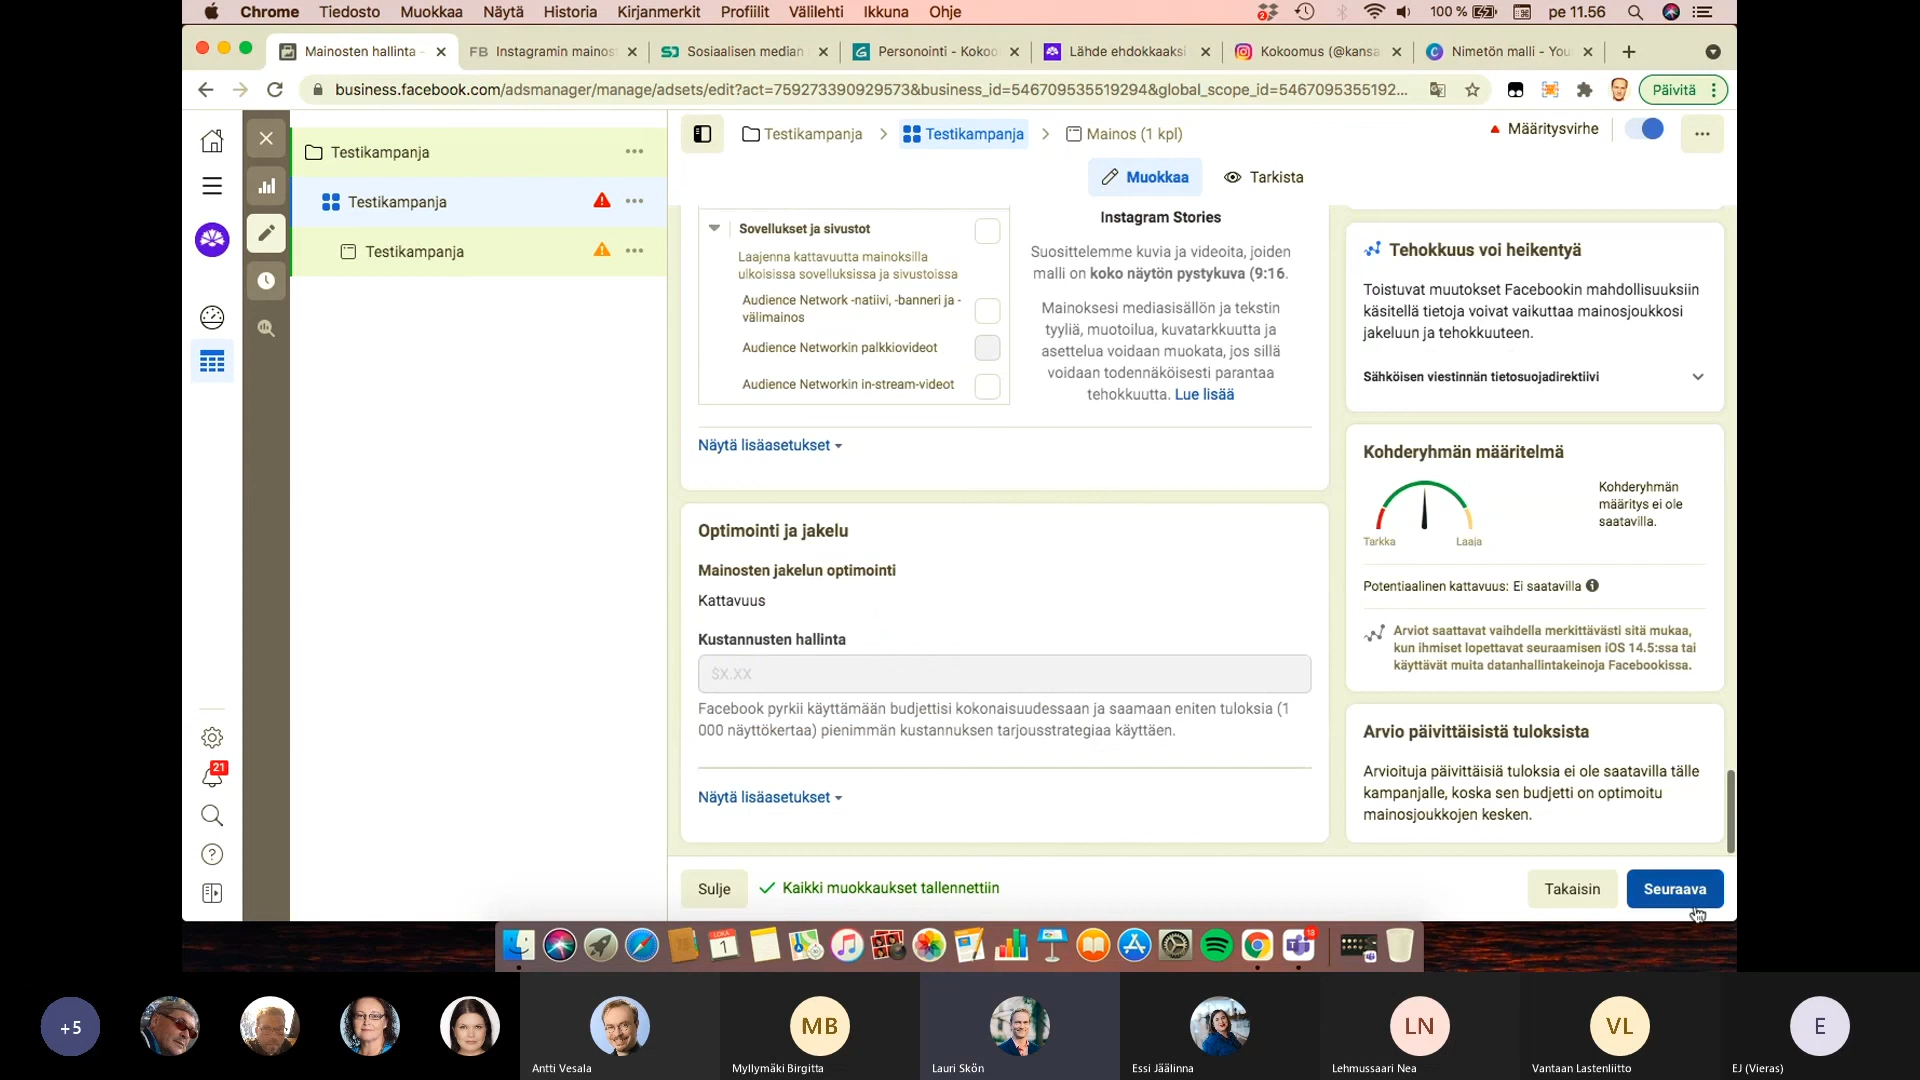 Chrome Tiedosto Muokkaa Näytä Historia Kirjanmerkit Profiilit Välilehti Ikkuna Ohje
2 100 % pe 11.56
Mainosten hallinta -
FB Instagramin mainos
Sosiaalisen median
Personointi - Koko
Lähde ehdokkaaksi
Kokoomus (@kansa
Nimetön malli - You
business.facebook.com/adsmanager/manage/adsets/edit?act=759273390929573&business_id=546709535519294&global_scope_id=5467095355192...
Päivitä
Testikampanja
Testikampanja
Testikampanja
21
Testikampanja
Testikampanja
Mainos (1 kpl)
Määritysvirhe
Muokkaa
Tarkista
Sovellukset ja sivustot
Laajenna kattavuutta mainoksilla
ulkoisissa sovelluksissa ja sivustoissa
Audience Network -natiivi, -banneri ja -
välimainos
Audience Networkin palkkiovideot
Audience Networkin in-stream-videot
Instagram Stories
Suosittelemme kuvia ja videoita, joiden
malli on koko näytön pystykuva (9:16.
Mainoksesi mediasisällön ja tekstin
tyyliä, muotoilua, kuvatarkkuutta ja
asettelua voidaan muokata, jos sillä
voidaan todennäköisesti parantaa
tehokkuutta. Lue lisää
Näytä lisäasetukset
Optimointi ja jakelu
Mainosten jakelun optimointi
Kattavuus
Kustannusten hallinta
$X.XX
Facebook pyrkii käyttämään budjettisi kokonaisuudessaan ja saamaan eniten tuloksia (1
000 näyttökertaa) pienimmän kustannuksen tarjousstrategiaa käyttäen.
Näytä lisäasetukset
Tehokkuus voi heikentyä
Toistuvat muutokset Facebookin mahdollisuuksiin
käsitellä tietoja voivat vaikuttaa mainosjoukkosi
jakeluun ja tehokkuuteen.
Sähköisen viestinnän tietosuojadirektiivi
Kohderyhmän määritelmä
Tarkka
Laaja
Kohderyhmän
määritys ei ole
saatavilla.
Potentiaalinen kattavuus: Ei saatavilla
Arviot saattavat vaihdella merkittävästi sitä mukaa,
kun ihmiset lopettavat seuraamisen iOS 14.5:ssa tai
käyttävät muita datanhallintakeinoja Facebookissa.
Arvio päivittäisistä tuloksista
Arvioituja päivittäisiä tuloksia ei ole saatavilla tälle
kampanjalle, koska sen budjetti on optimoitu
mainosjoukkojen kesken.
Sulje
Kaikki muokkaukset tallennettiin
Takaisin
Seuraava
LOKA
1
18
+5
MB
LN
VL
E
Antti Vesala
Myllymäki Birgitta
Lauri Skön
Essi Jäälinna
Lehmussaari Nea
Vantaan Lastenliitto
EJ (Vieras)